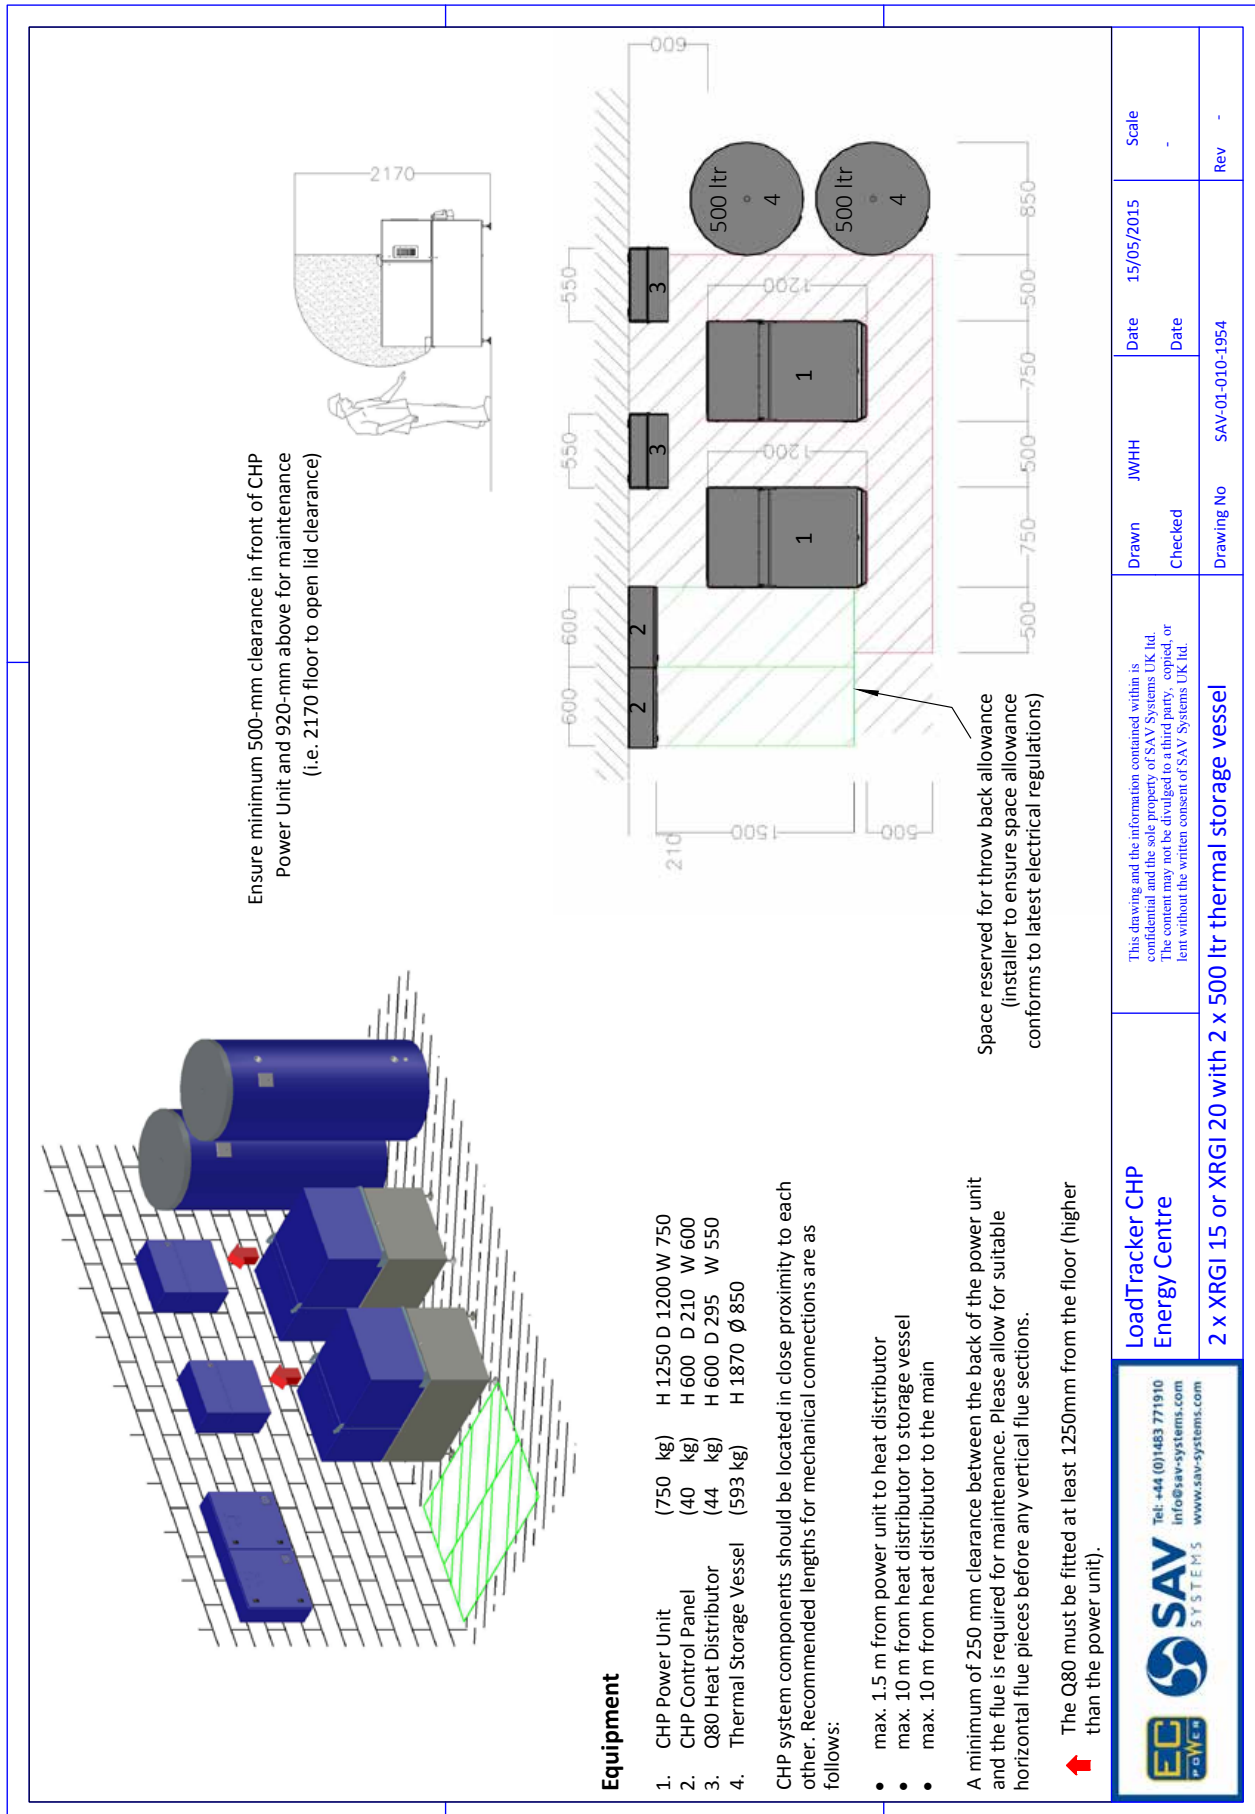 Ensure minimum 500-mm clearance in front of CHP
Power Unit and 920-mm above for maintenance
(i.e. 2170 floor to open lid clearance)
2170
Equipment
1. CHP Power Unit (750 kg) H 1250 D 1200 W 750
2. CHP Control Panel (40 kg) H 600 D 210 W 600
3. Q80 Heat Distributor (44 kg) H 600 D 295 W 550
4. Thermal Storage Vessel (593 kg) H 1870 ϕ 850
CHP system components should be located in close proximity to each
other. Recommended lengths for mechanical connections are as
follows:
• max. 1.5 m from power unit to heat distributor
• max. 10 m from heat distributor to storage vessel
• max. 10 m from heat distributor to the main
A minimum of 250 mm clearance between the back of the power unit
and the flue is required for maintenance. Please allow for suitable
horizontal flue pieces before any vertical flue sections.
The Q80 must be fitted at least 1250mm from the floor (higher
than the power unit).
600
600
550
550
600
2
2
3
3
210
1500
500
1200
1200
1
1
500 ltr
4
500 ltr
4
500
750
500
750
500
850
Space reserved for throw back allowance
(installer to ensure space allowance
conforms to latest electrical regulations)
EC
POWER
SAV
SYSTEMS
Tel: +44 (0)1483 771910
info@sav-systems.com
www.sav-systems.com
LoadTracker CHP
Energy Centre
This drawing and the information contained within is
confidential and the sole property of SAV Systems UK ltd.
The content may not be divulged to a third party, copied, or
lent without the written consent of SAV Systems UK ltd.
Drawn JWHH
Date 15/05/2015
Scale
-
Checked
Date
2 x XRGI 15 or XRGI 20 with 2 x 500 ltr thermal storage vessel
Drawing No SAV-01-010-1954
Rev -